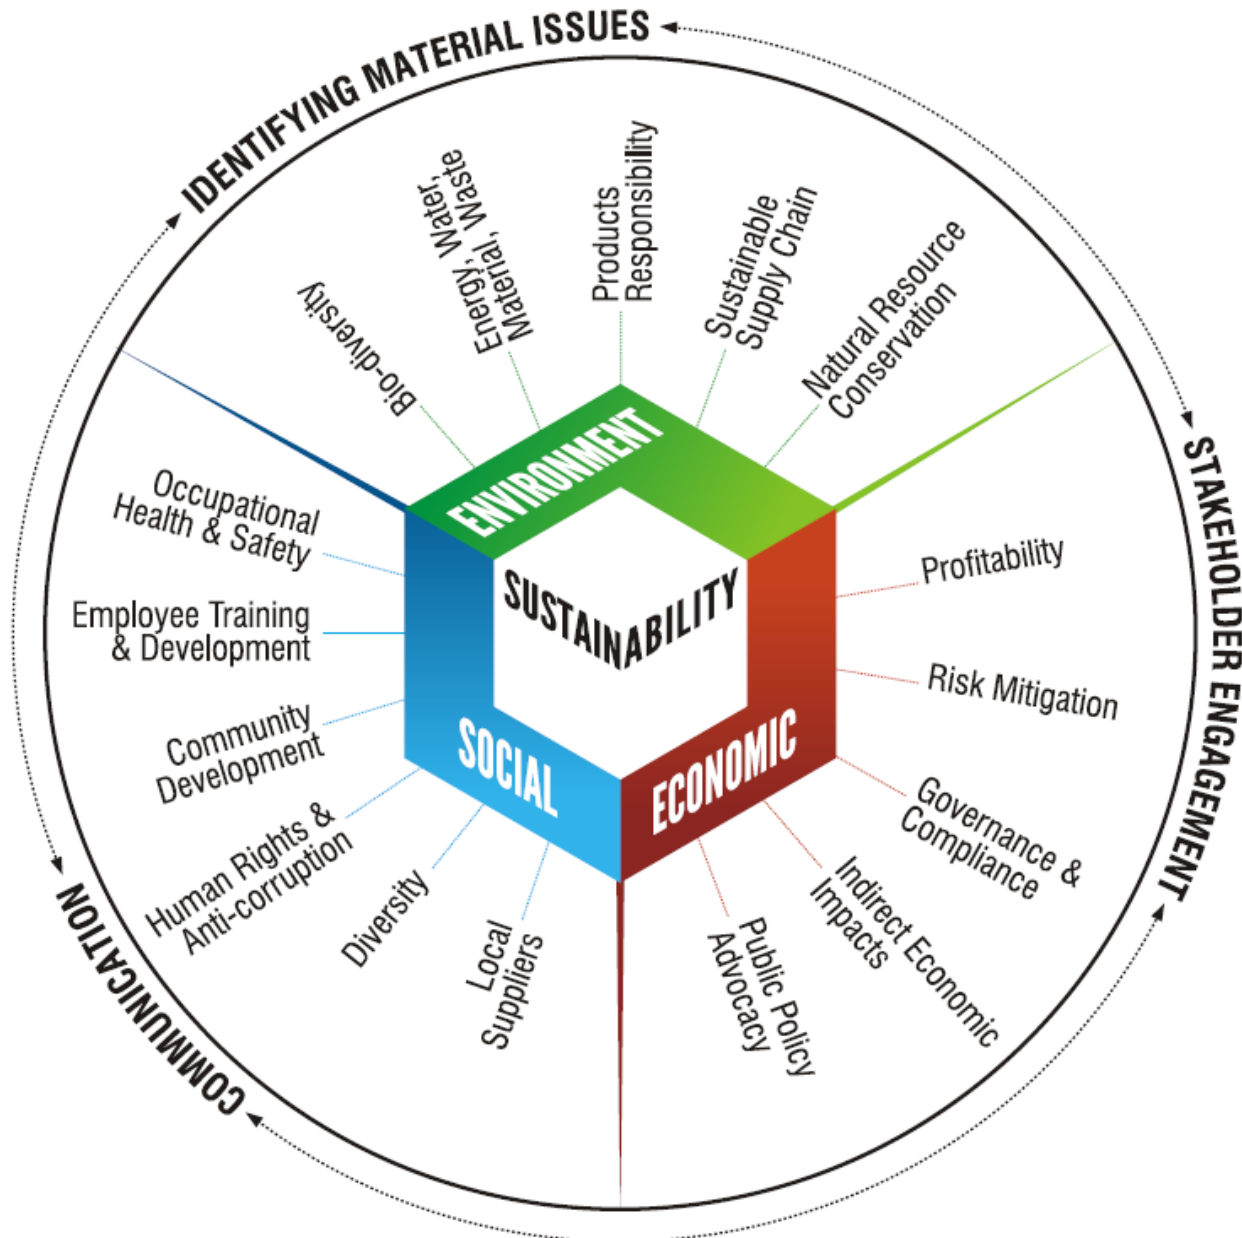 IDENTIFYING MATERIAL ISSUES
STAKEHOLDER ENGAGEMENT
COMMUNICATION
SUSTAINABILITY
ENVIRONMENT
Bio-diversity
Energy, Water,
Material, Waste
Products
Responsibility
Sustainable
Supply Chain
Natural Resource
Conservation
ECONOMIC
Profitability
Risk Mitigation
Governance &
Compliance
Indirect Economic
Impacts
Public Policy
Advocacy
SOCIAL
Occupational
Health & Safety
Employee Training
& Development
Community
Development
Human Rights &
Anti-corruption
Diversity
Local
Suppliers